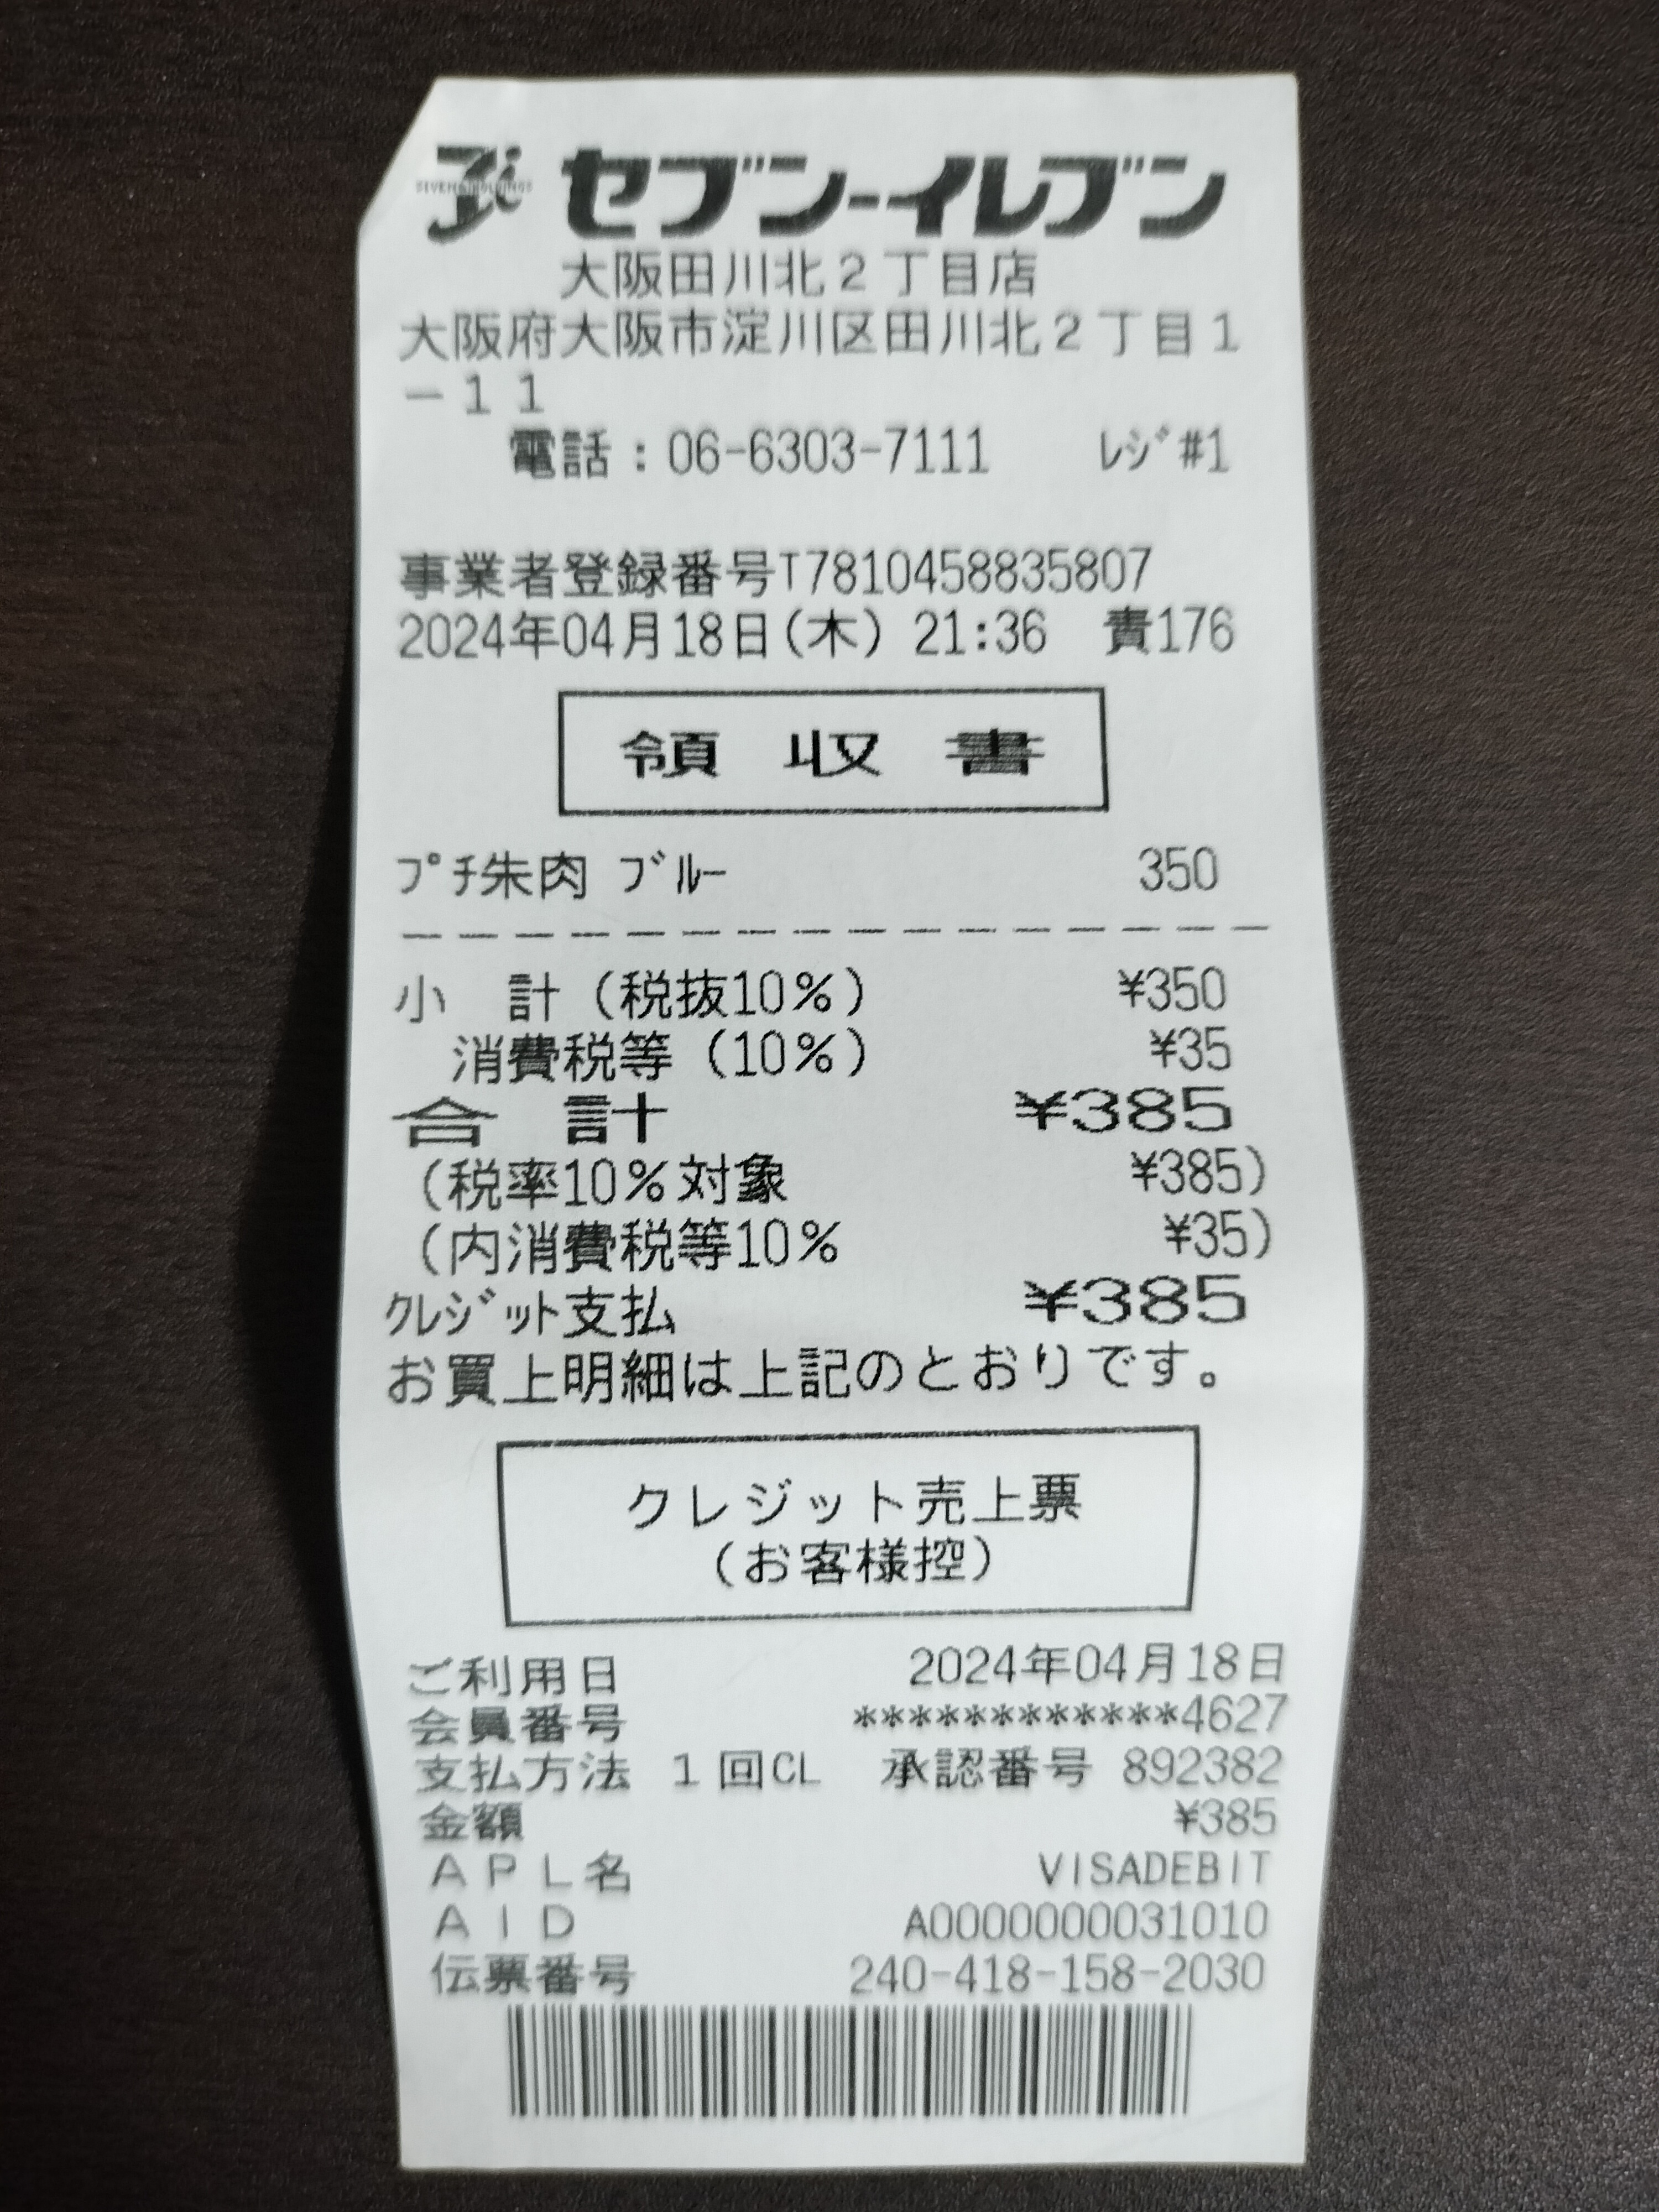 セブン-イレブン
SEVEN&i HOLDINGS
大阪田川北２丁目店
大阪府大阪市淀川区田川北２丁目１
－１１
電話：06-6303-7111 ﾚｼﾞ#1
事業者登録番号T7810458835807
2024年04月18日(木) 21:36 責176
領収書
ﾌﾟﾁ朱肉 ﾌﾞﾙｰ 350
小 計(税抜10%) ¥350
消費税等(10%) ¥35
合 計 ¥385
(税率10%対象 ¥385)
(内消費税等10% ¥35)
ｸﾚｼﾞｯﾄ支払 ¥385
お買上明細は上記のとおりです。
クレジット売上票
(お客様控)
ご利用日 2024年04月18日
会員番号 ************4627
支払方法 １回CL 承認番号 892382
金額 ¥385
ＡＰＬ名 VISADEBIT
ＡＩＤ A0000000031010
伝票番号 240-418-158-2030